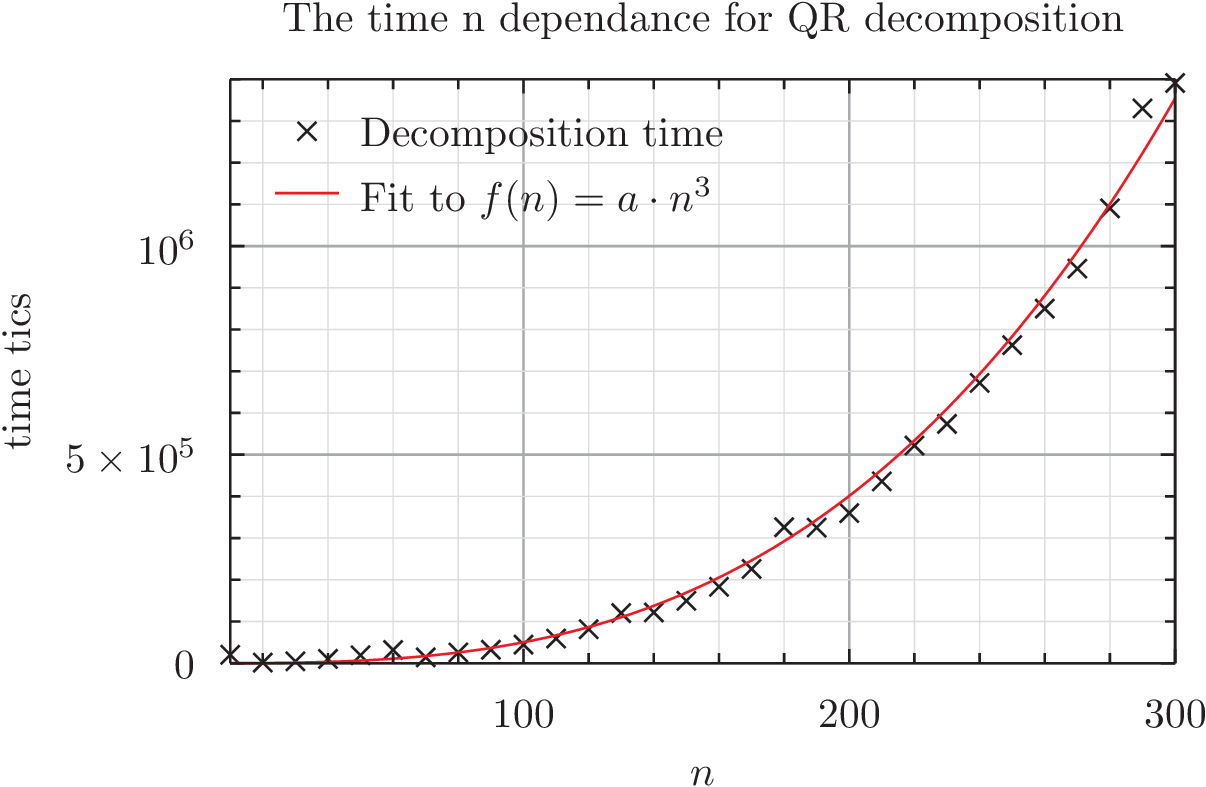 The time n dependance for QR decomposition
Decomposition time
Fit to f(n) = a · n³
time tics
10⁶
5 × 10⁵
0
100 200 300
n